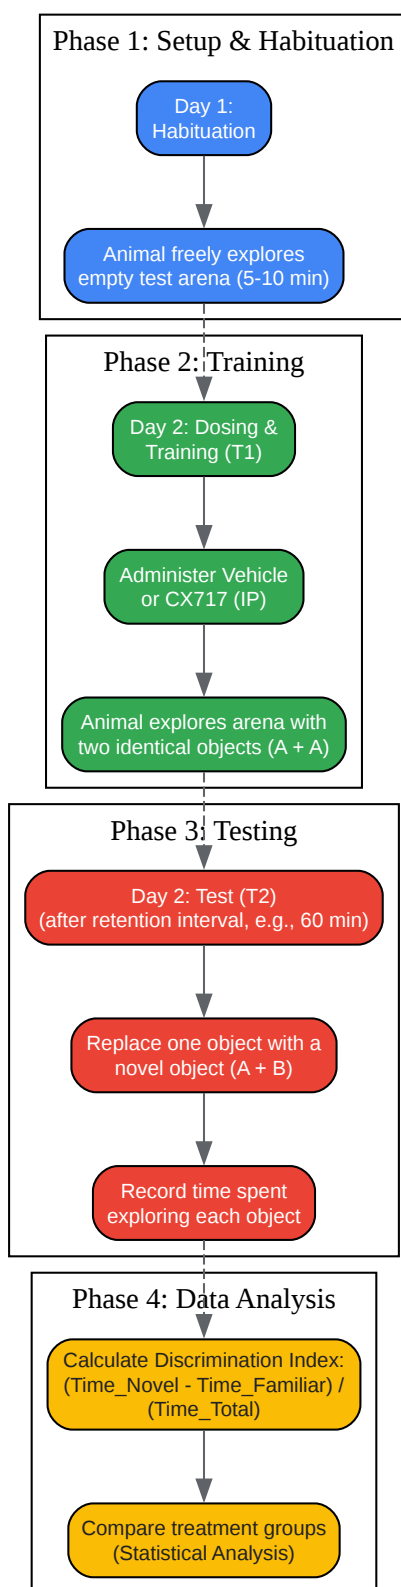 Phase 1: Setup & Habituation
Day 1:
Habituation
Animal freely explores
empty test arena (5-10 min)
Phase 2: Training
Day 2: Dosing &
Training (T1)
Administer Vehicle
or CX717 (IP)
Animal explores arena with
two identical objects (A + A)
Phase 3: Testing
Day 2: Test (T2)
(after retention interval, e.g., 60 min)
Replace one object with a
novel object (A + B)
Record time spent
exploring each object
Phase 4: Data Analysis
Calculate Discrimination Index:
(Time_Novel - Time_Familiar) /
(Time_Total)
Compare treatment groups
(Statistical Analysis)